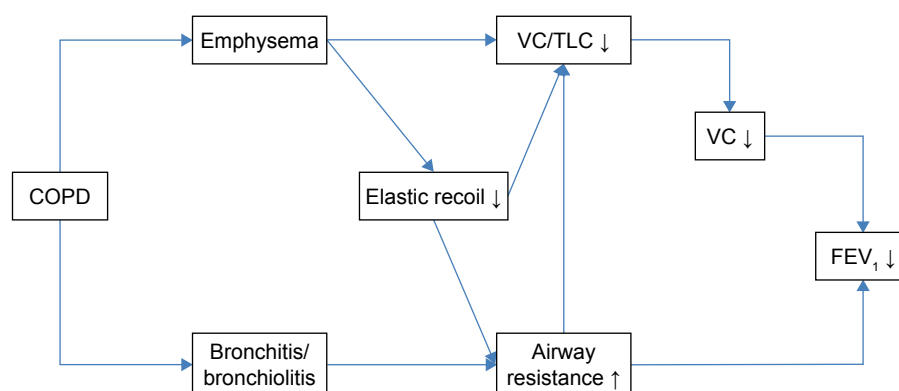 Emphysema
VC/TLC ↓
VC ↓
COPD
Elastic recoil ↓
FEV₁ ↓
Bronchitis/
bronchiolitis
Airway
resistance ↑